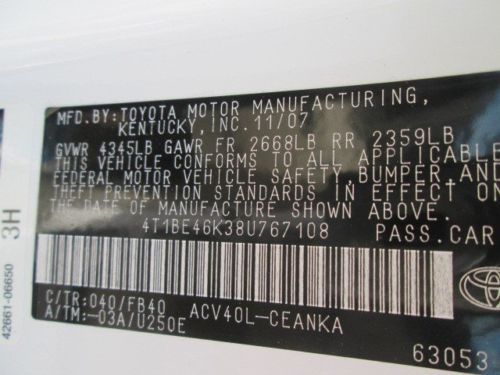 MFD.BY:TOYOTA MOTOR MANUFACTURING,
KENTUCKY,INC.11/07
GVWR 4345LB GAWR FR 2668LB RR 2359LB
THIS VEHICLE CONFORMS TO ALL APPLICABLE
FEDERAL MOTOR VEHICLE SAFETY BUMPER,AND
THEFT PREVENTION STANDARDS IN EFFECT ON
THE DATE OF MANUFACTURE SHOWN ABOVE.
4T1BE46K38U767108 PASS.CAR
C/TR:040/FB40 ACV40L-CEANKA
A/TM:-03A/U250E
63053
3H
42661-06650